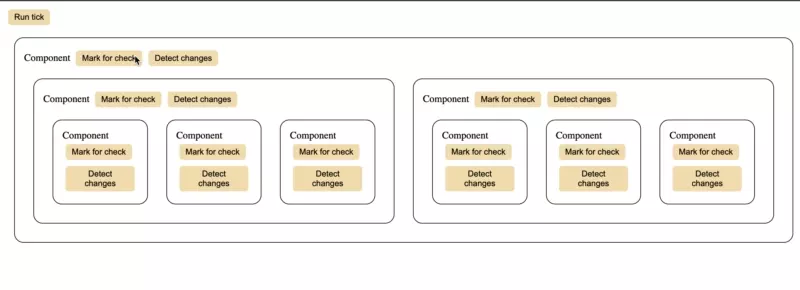 Run tick
Component Mark for check Detect changes
Component Mark for check Detect changes
Component Mark for check Detect changes
Component
Mark for check
Detect
changes
Component
Mark for check
Detect
changes
Component
Mark for check
Detect
changes
Component
Mark for check
Detect
changes
Component
Mark for check
Detect
changes
Component
Mark for check
Detect
changes